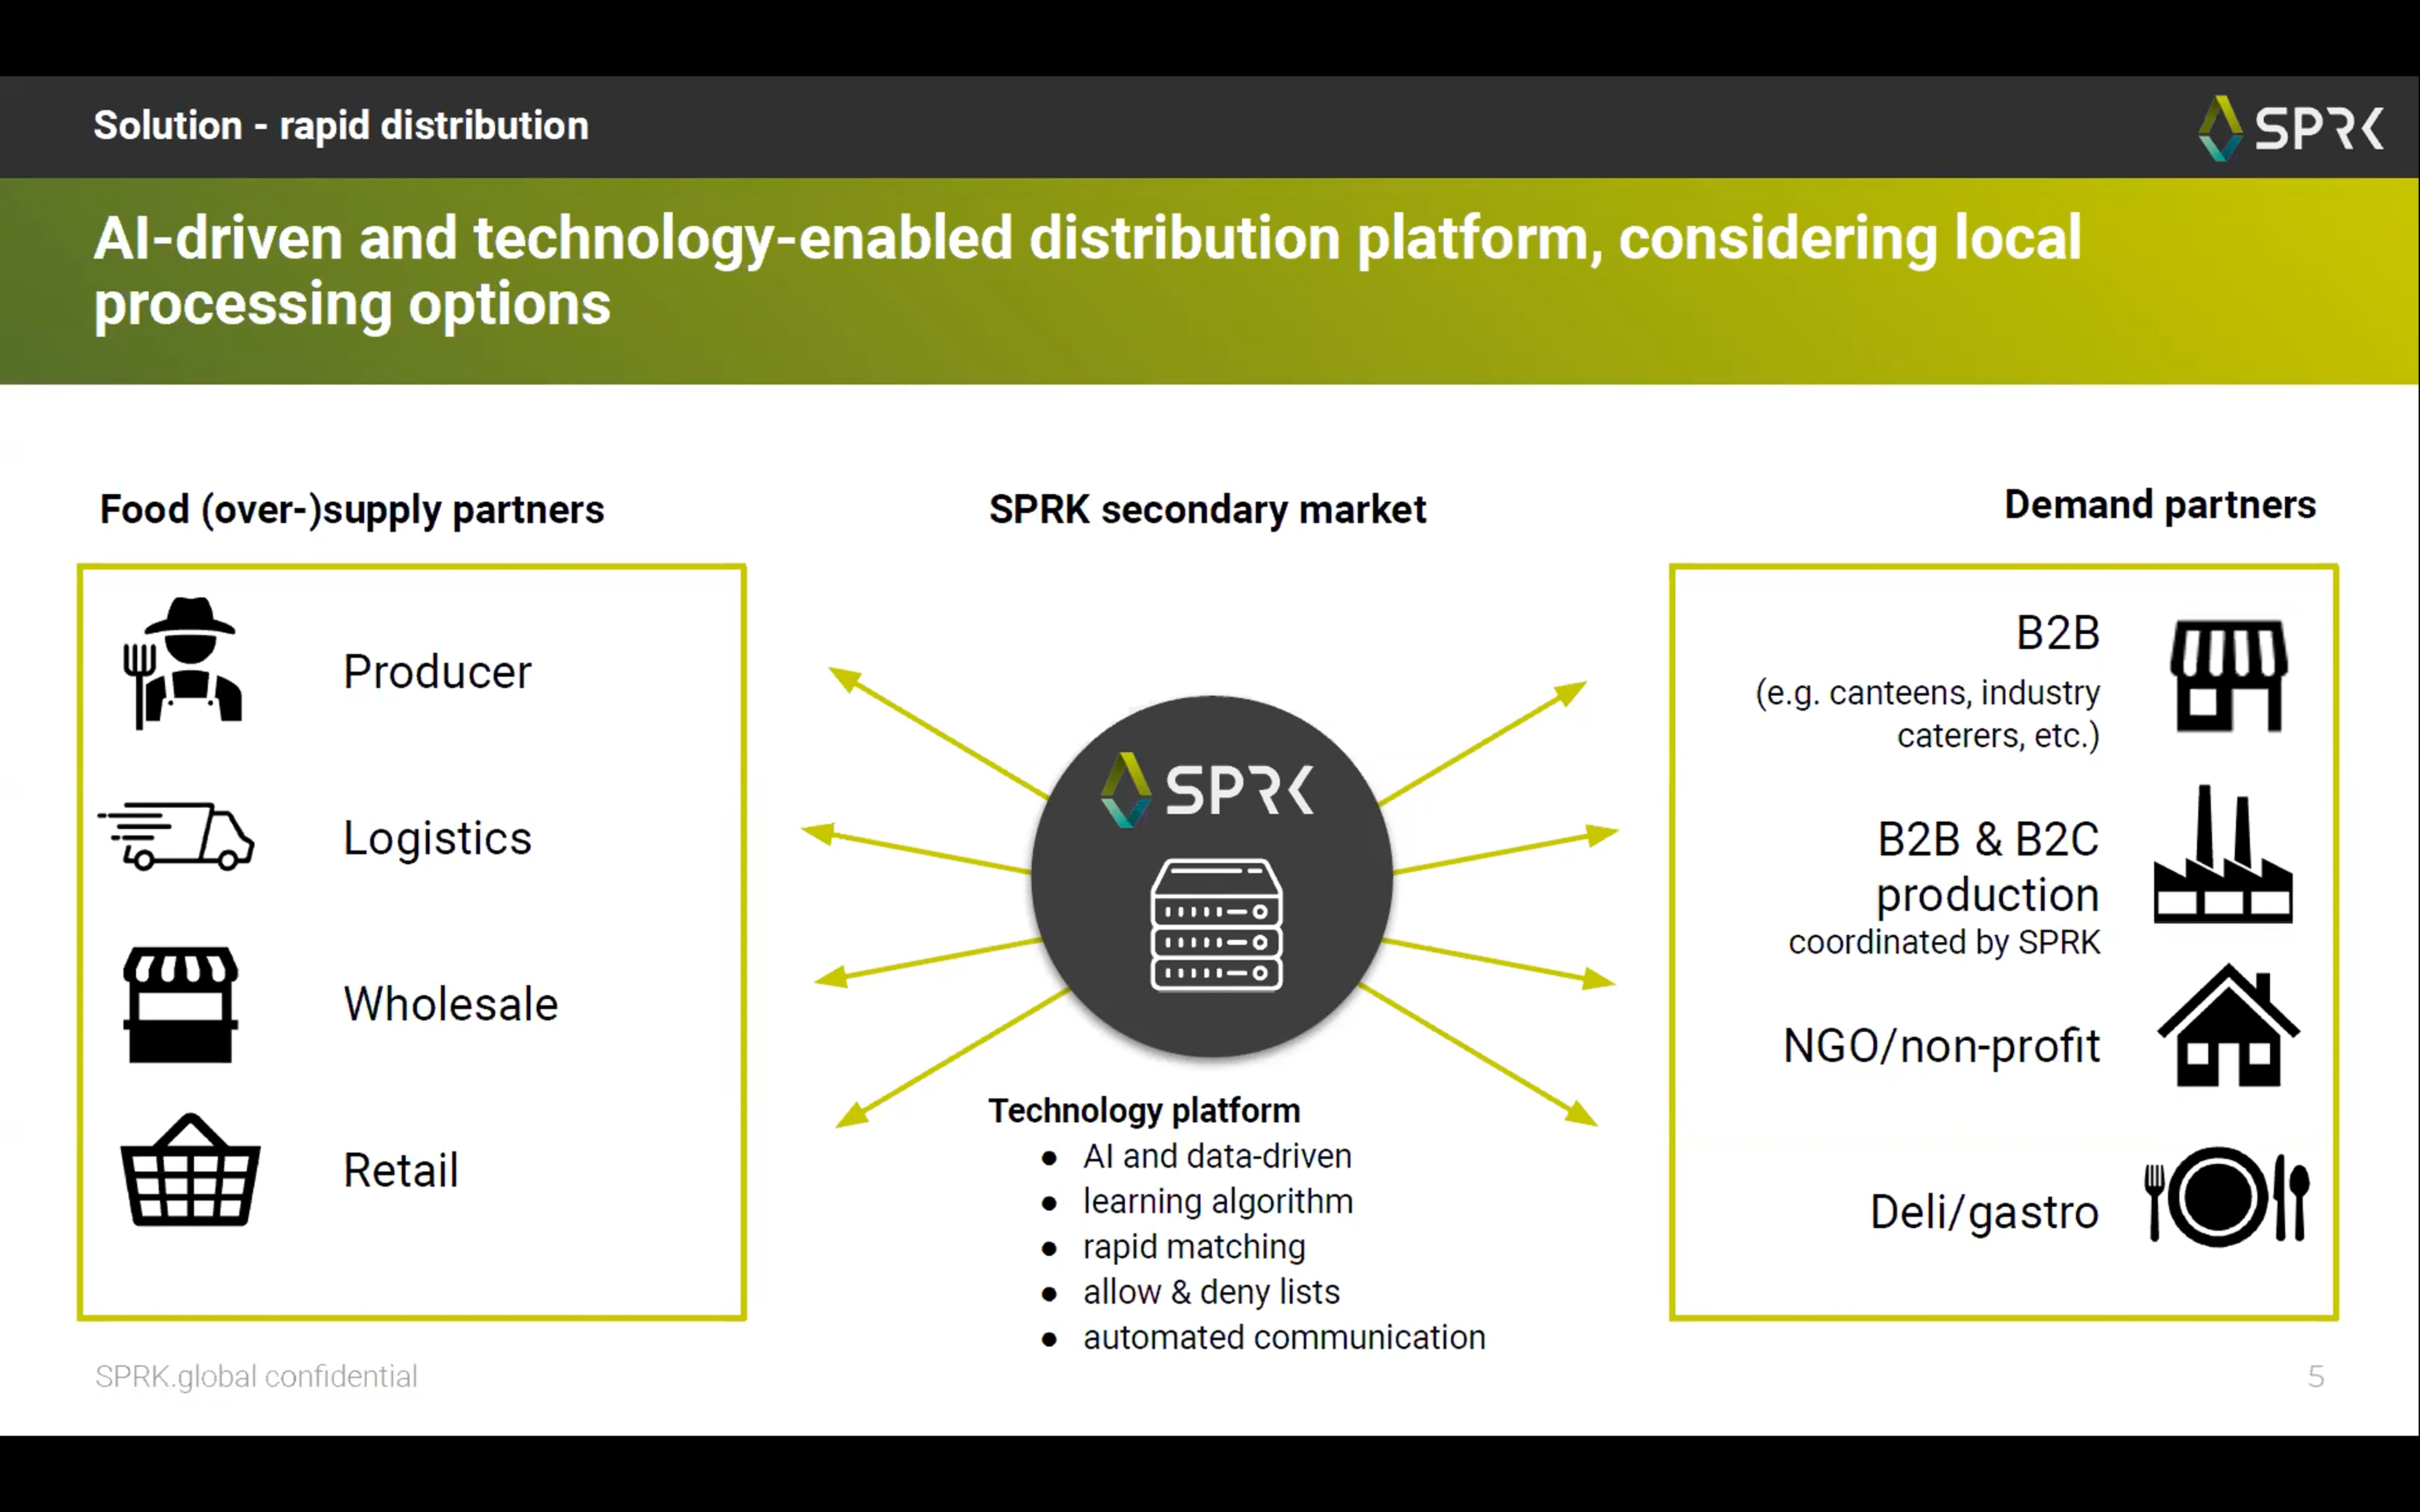 Solution - rapid distribution
SPRK
AI-driven and technology-enabled distribution platform, considering local
processing options
Food (over-)supply partners
Producer
Logistics
Wholesale
Retail
SPRK secondary market
SPRK
Technology platform
● AI and data-driven
● learning algorithm
● rapid matching
● allow & deny lists
● automated communication
Demand partners
B2B
(e.g. canteens, industry
caterers, etc.)
B2B & B2C
production
coordinated by SPRK
NGO/non-profit
Deli/gastro
SPRK.global confidential
5